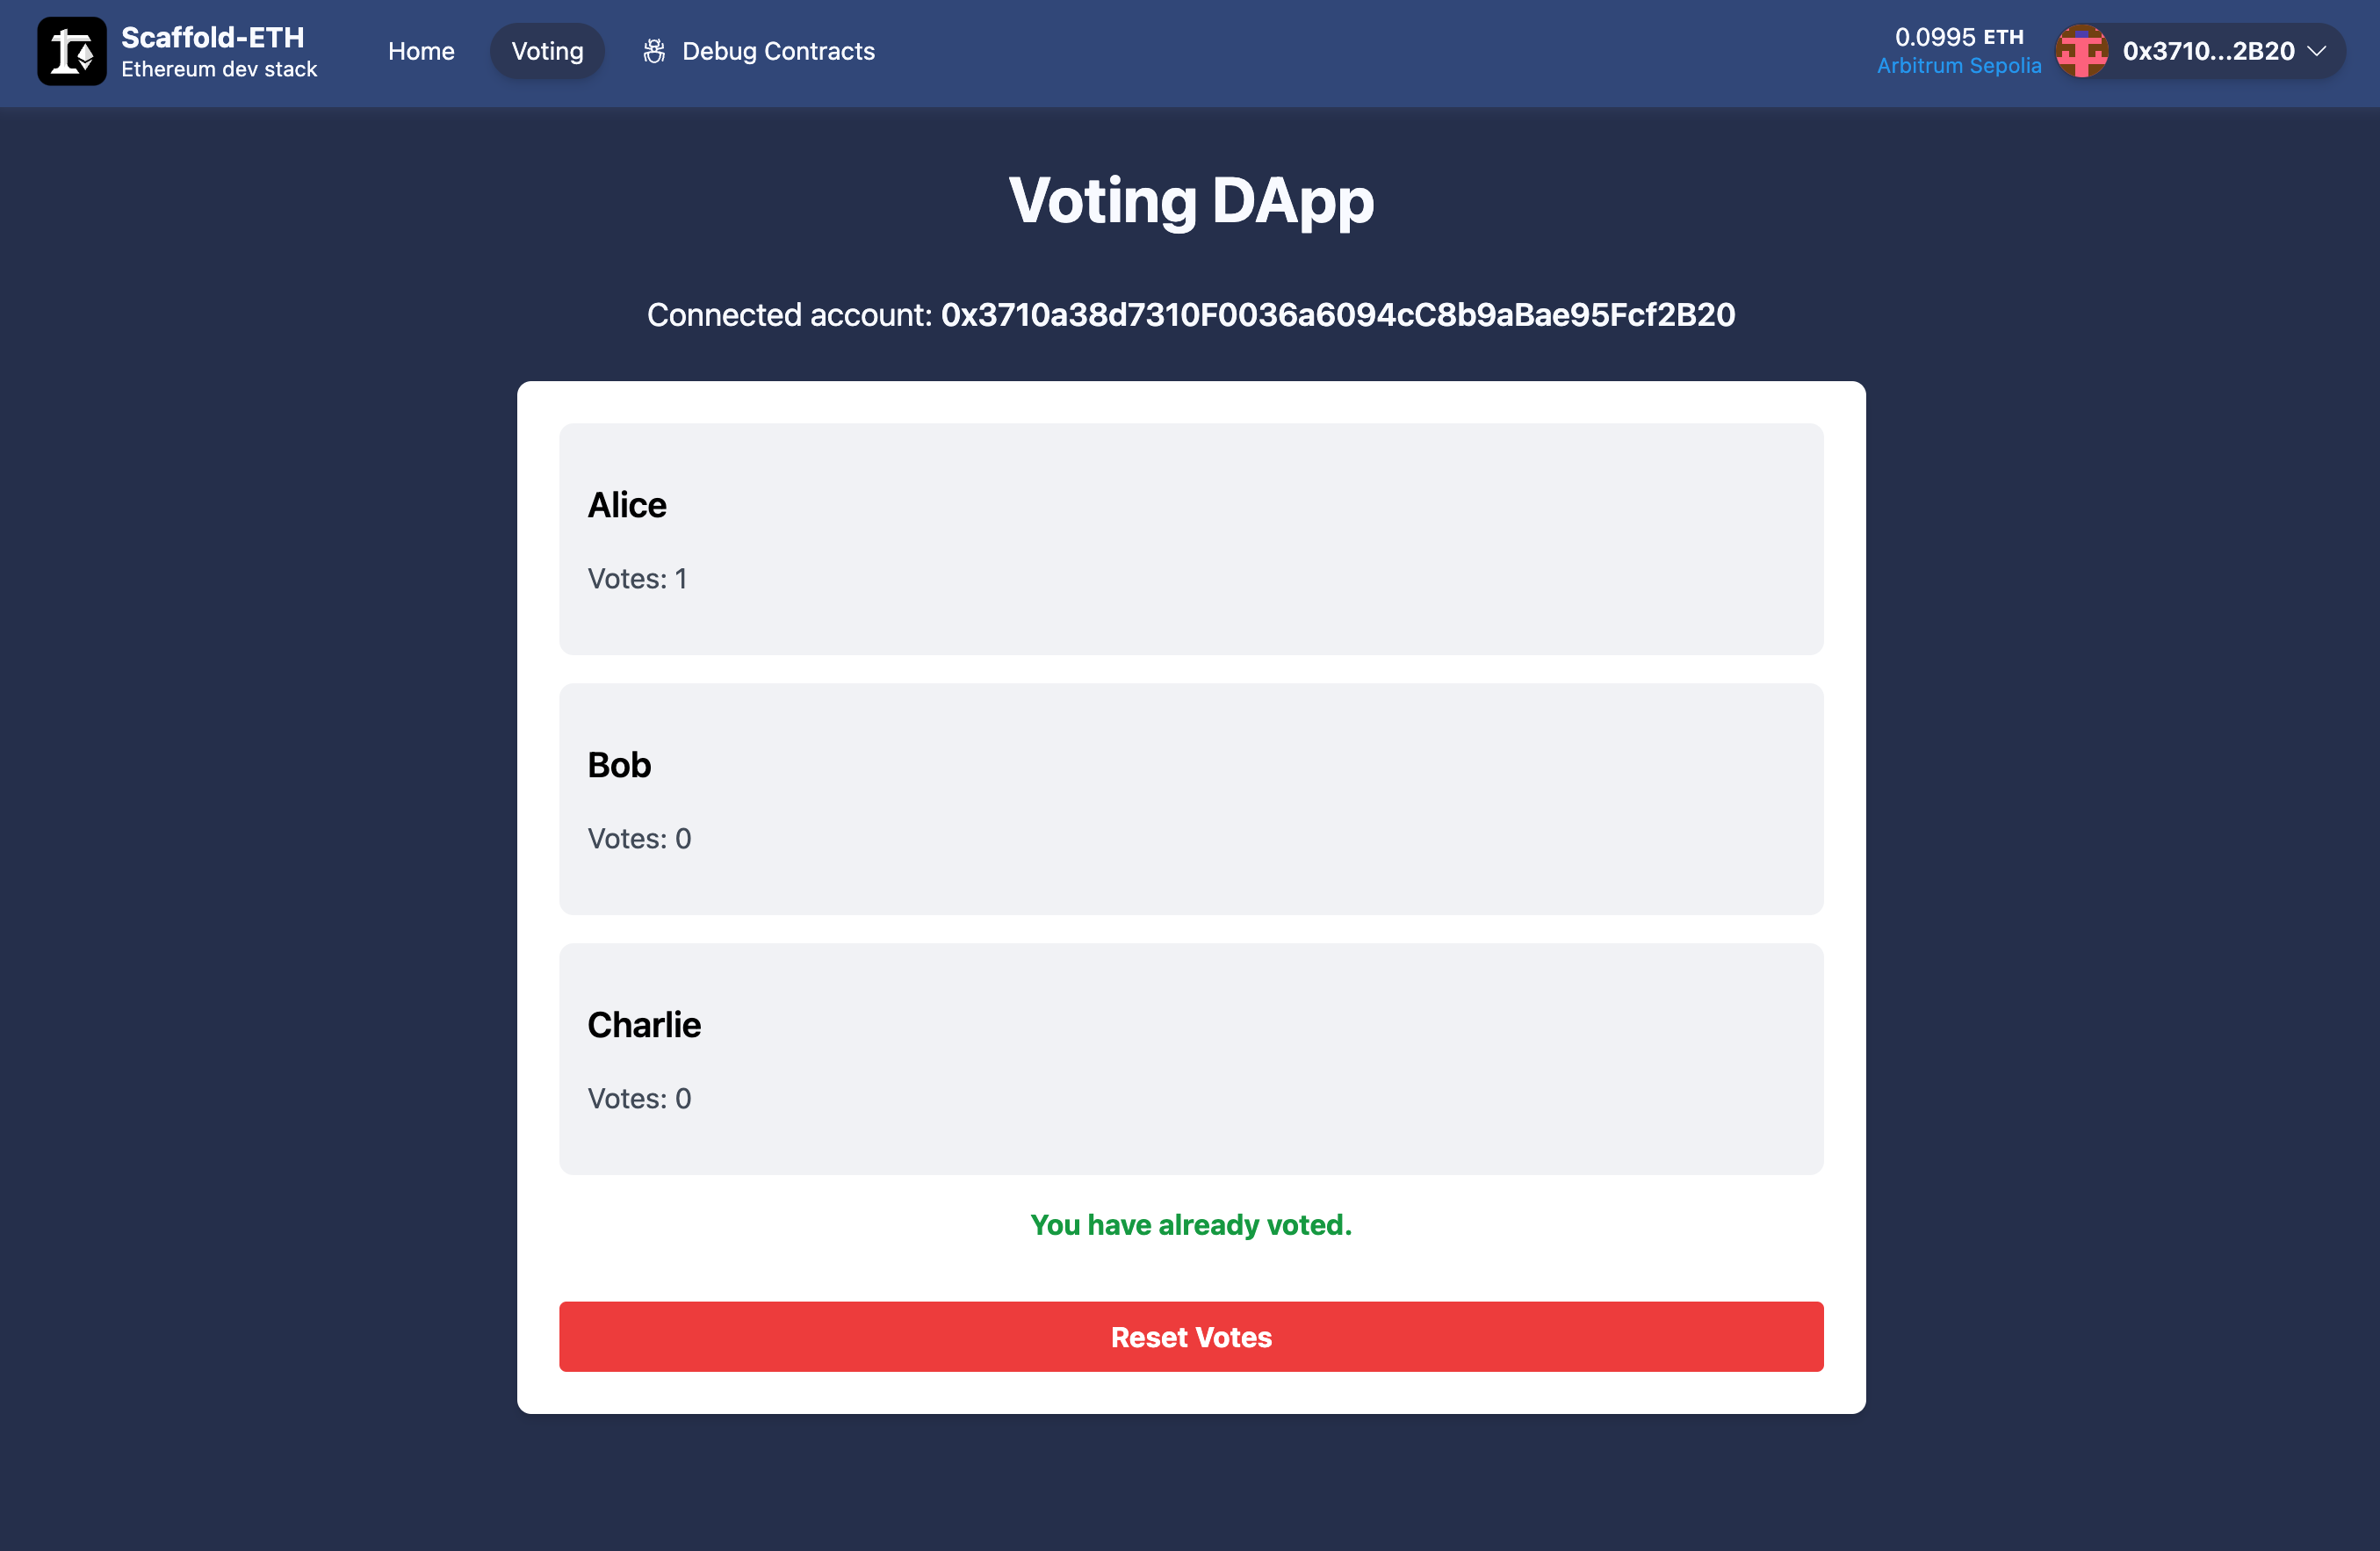 Scaffold-ETH
Ethereum dev stack
Home
Voting
Debug Contracts
0.0995 ETH
Arbitrum Sepolia
0x3710...2B20
Voting DApp
Connected account: 0x3710a38d7310F0036a6094cC8b9aBae95Fcf2B20
Alice
Votes: 1
Bob
Votes: 0
Charlie
Votes: 0
You have already voted.
Reset Votes